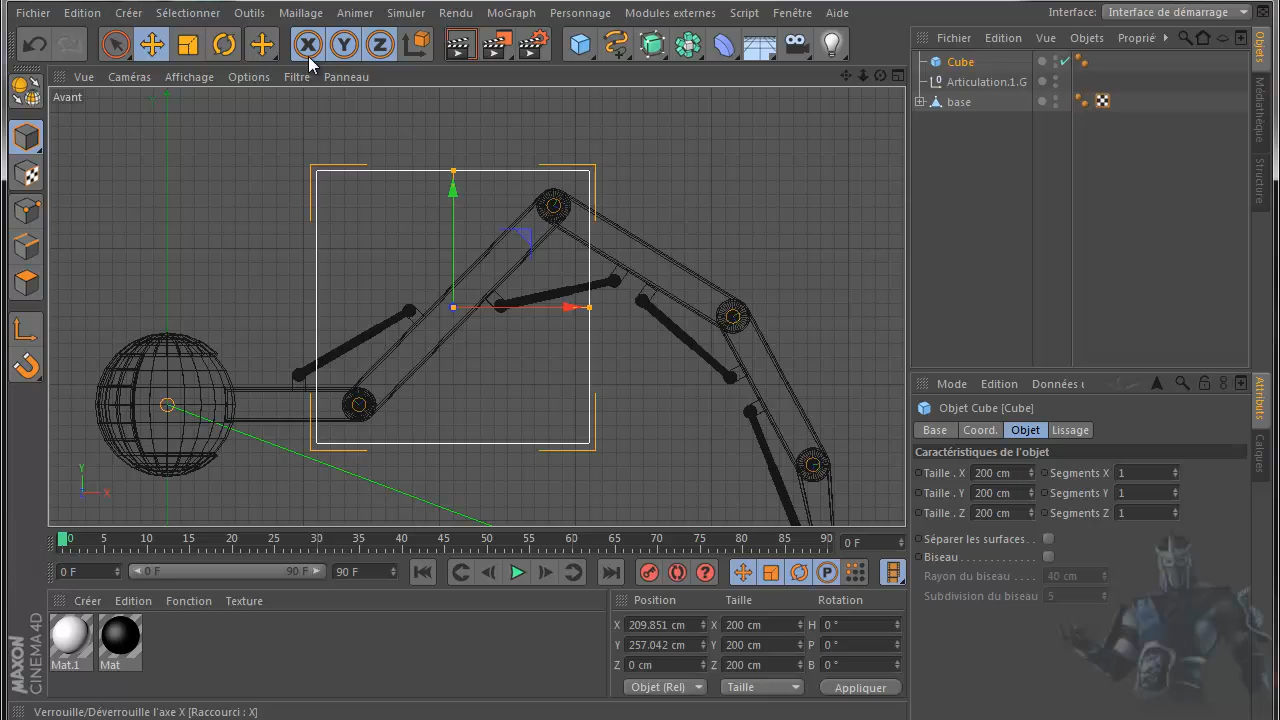 Fichier Edition Créer Sélectionner Outils Maillage Animer Simuler Rendu MoGraph Personnage Modules externes Script Fenêtre Aide Interface: Interface de démarrage
X Y Z
Fichier Edition Vue Objets Proprié
Objets
Médiathèque
Structure
Cube
Articulation.1.G
base
Vue Caméras Affichage Options Filtre Panneau
Avant
Y
X
Mode Edition Données
Attributs
Calques
Objet Cube [Cube]
Base Coord. Objet Lissage
Caractéristiques de l'objet
Taille . X 200 cm Segments X 1
Taille . Y 200 cm Segments Y 1
Taille . Z 200 cm Segments Z 1
Séparer les surfaces. .
Biseau . . . . . . . . . . . . .
Rayon du biseau . . . . 40 cm
Subdivision du biseau 5
0 5 10 15 20 25 30 35 40 45 50 55 60 65 70 75 80 85 90 0 F
0 F 0 F 90 F 90 F
P
Créer Edition Fonction Texture
Mat.1 Mat
Position Taille Rotation
X 209.851 cm X 200 cm H 0 °
Y 257.042 cm Y 200 cm P 0 °
Z 0 cm Z 200 cm B 0 °
Objet (Rel) Taille Appliquer
MAXON
CINEMA 4D
Verrouille/Déverrouille l'axe X [Raccourci : X]